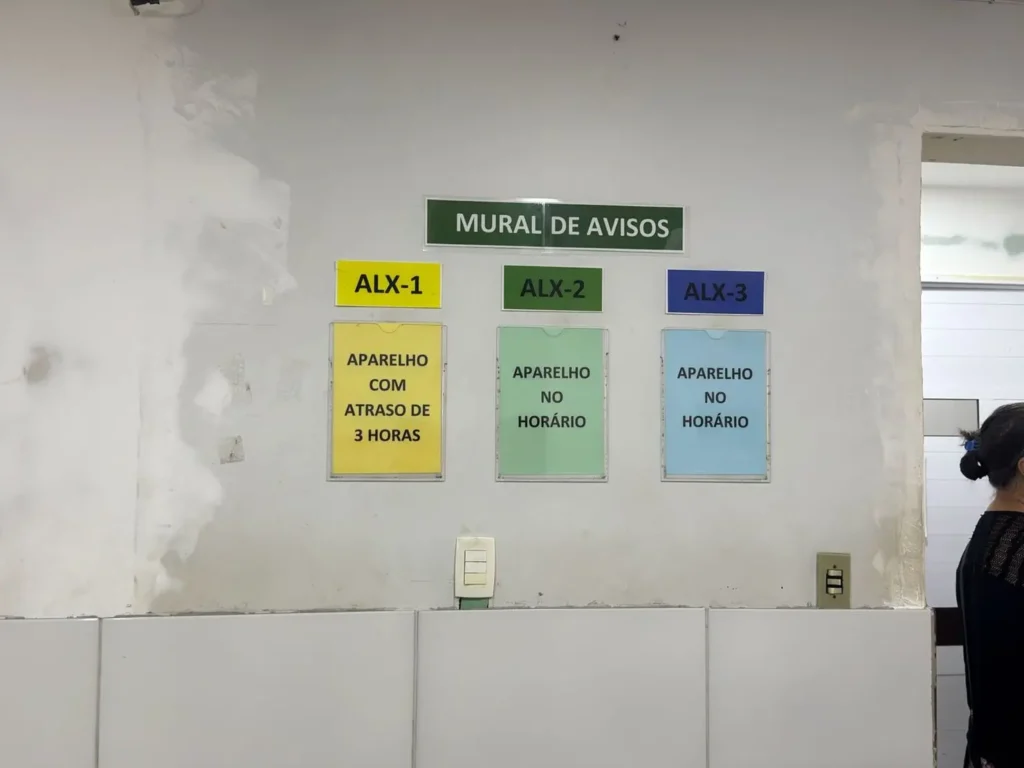 MURAL DE AVISOS
ALX-1
ALX-2
ALX-3
APARELHO
COM
ATRASO DE
3 HORAS
APARELHO
NO
HORÁRIO
APARELHO
NO
HORÁRIO